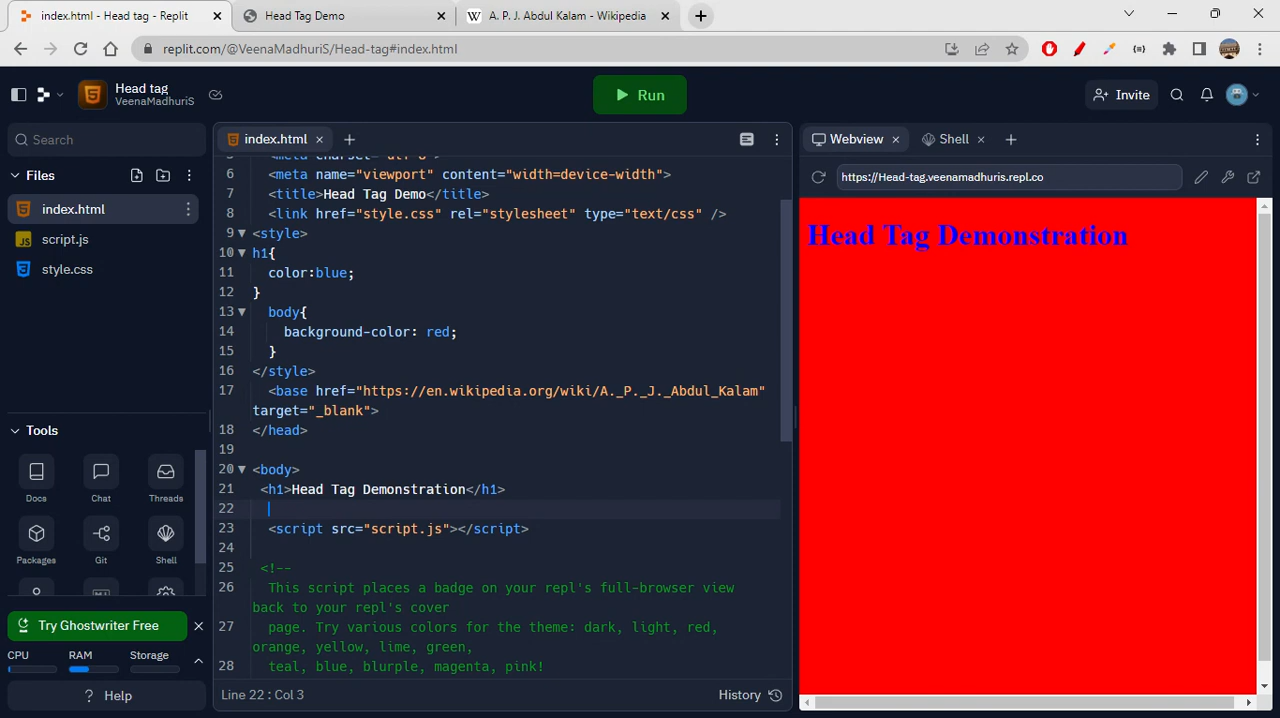 index.html - Head tag - Replit
Head Tag Demo
A. P. J. Abdul Kalam - Wikipedia
replit.com/@VeenaMadhuriS/Head-tag#index.html
Head tag
VeenaMadhuriS
Run
Invite
Search
Files
index.html
script.js
style.css
Tools
Docs
Chat
Threads
Packages
Git
Shell
Try Ghostwriter Free
CPU
RAM
Storage
? Help
index.html
5 <meta charset="utf-8">
6 <meta name="viewport" content="width=device-width">
7 <title>Head Tag Demo</title>
8 <link href="style.css" rel="stylesheet" type="text/css" />
9 <style>
10 h1{
11 color:blue;
12 }
13 body{
14 background-color: red;
15 }
16 </style>
17 <base href="https://en.wikipedia.org/wiki/A._P._J._Abdul_Kalam"
target="_blank">
18 </head>
19
20 <body>
21 <h1>Head Tag Demonstration</h1>
22
23 <script src="script.js"></script>
24
25 <!--
26 This script places a badge on your repl's full-browser view
back to your repl's cover
27 page. Try various colors for the theme: dark, light, red,
orange, yellow, lime, green,
28 teal, blue, blurple, magenta, pink!
Line 22 : Col 3
History
Webview
Shell
https://Head-tag.veenamadhuris.repl.co
Head Tag Demonstration